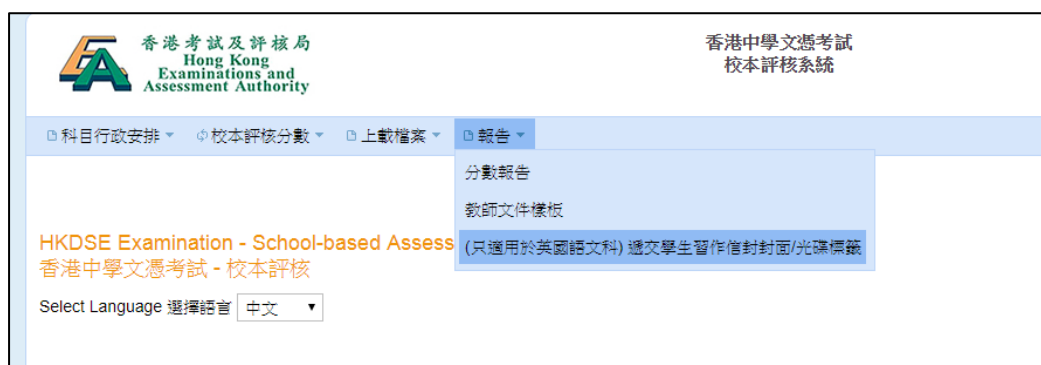 香港考試及評核局
Hong Kong
Examinations and
Assessment Authority
香港中學文憑考試
校本評核系統
科目行政安排
校本評核分數
上載檔案
報告
分數報告
教師文件樣板
(只適用於英國語文科) 遞交學生習作信封封面/光碟標籤
HKDSE Examination - School-based Assess
香港中學文憑考試 - 校本評核
Select Language 選擇語言 中文